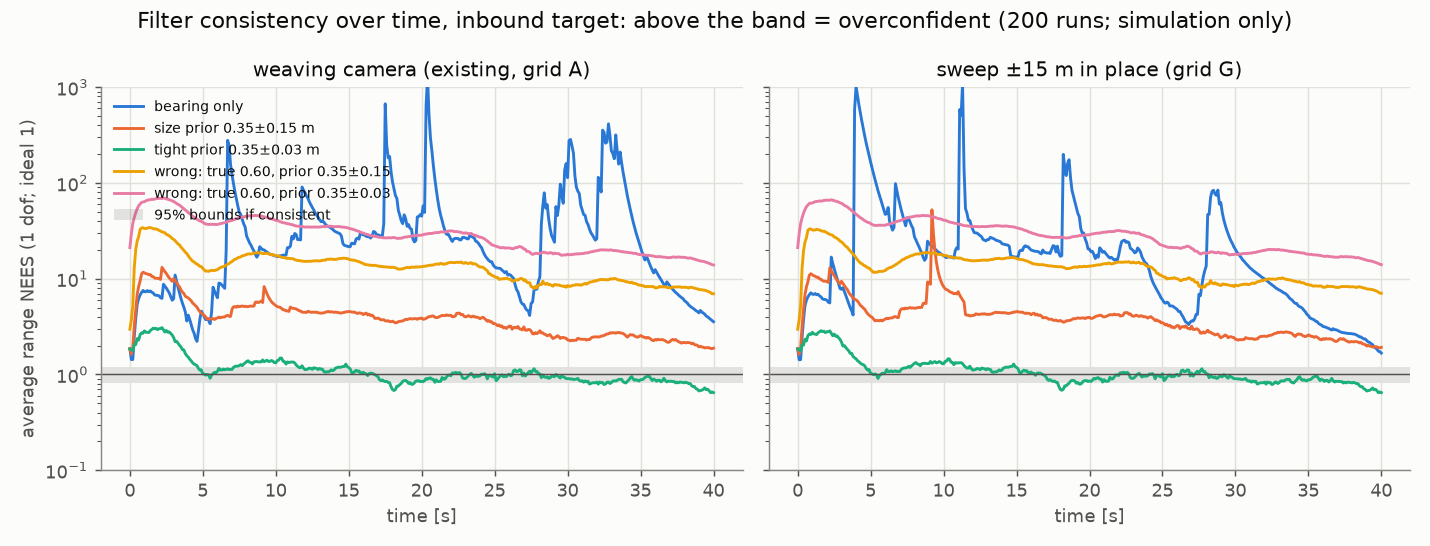 Filter consistency over time, inbound target: above the band = overconfident (200 runs; simulation only)
weaving camera (existing, grid A)
sweep ±15 m in place (grid G)
average range NEES (1 dof; ideal 1)
10³
10²
10¹
10⁰
10⁻¹
bearing only
size prior 0.35±0.15 m
tight prior 0.35±0.03 m
wrong: true 0.60, prior 0.35±0.15
wrong: true 0.60, prior 0.35±0.03
95% bounds if consistent
0 5 10 15 20 25 30 35 40
0 5 10 15 20 25 30 35 40
time [s]
time [s]